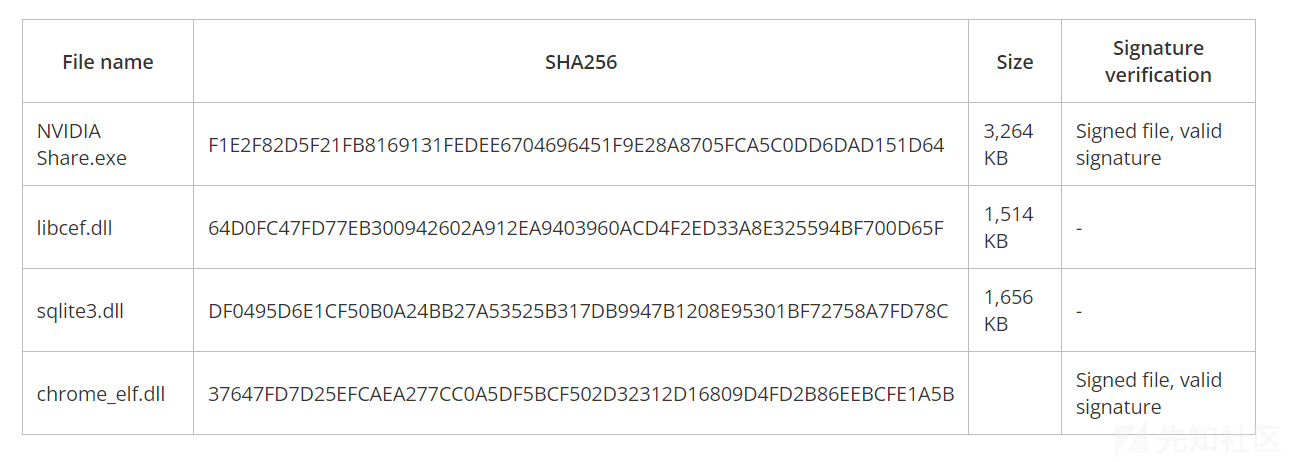 File name SHA256 Size Signature verification
NVIDIA Share.exe F1E2F82D5F21FB8169131FEDEE6704696451F9E28A8705FCA5C0DD6DAD151D64 3,264 KB Signed file, valid signature
libcef.dll 64D0FC47FD77EB300942602A912EA9403960ACD4F2ED33A8E325594BF700D65F 1,514 KB -
sqlite3.dll DF0495D6E1CF50B0A24BB27A53525B317DB9947B1208E95301BF72758A7FD78C 1,656 KB -
chrome_elf.dll 37647FD7D25EFCAEA277CC0A5DF5BCF502D32312D16809D4FD2B86EEBCFE1A5B Signed file, valid signature
先知社区